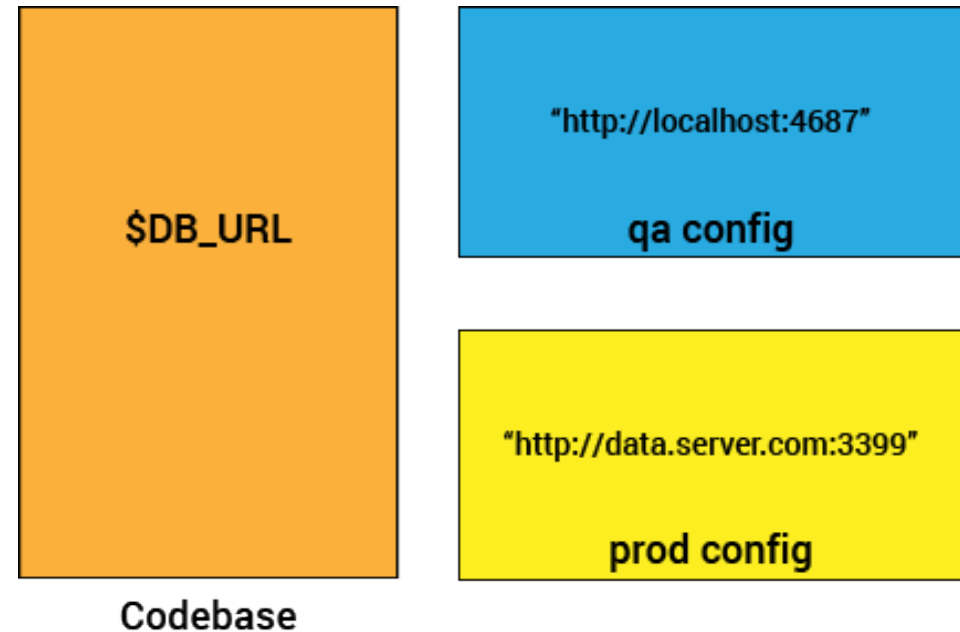 $DB_URL
Codebase
“http://localhost:4687”
qa config
“http://data.server.com:3399”
prod config